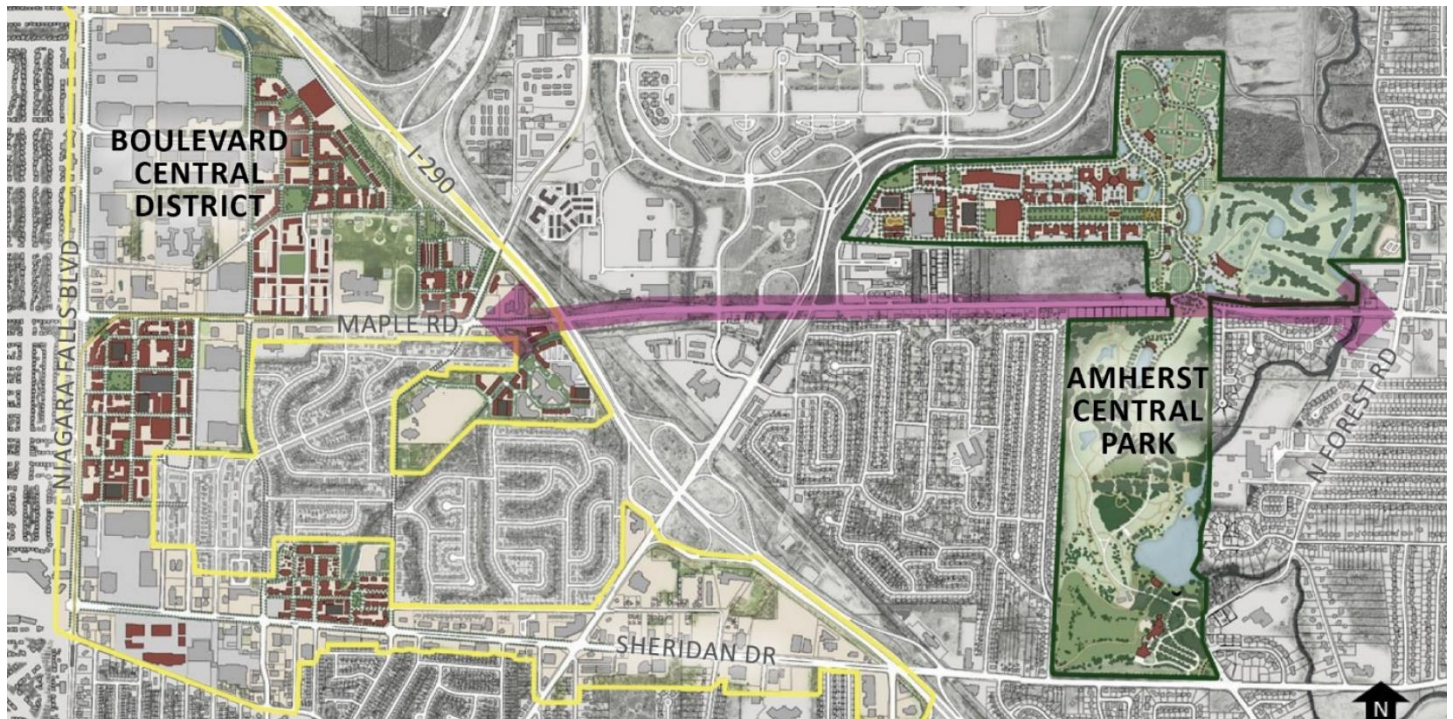 BOULEVARD
CENTRAL
DISTRICT
I-290
NIAGARA FALLS BLVD
MAPLE RD
AMHERST
CENTRAL
PARK
N FOREST RD
SHERIDAN DR
N